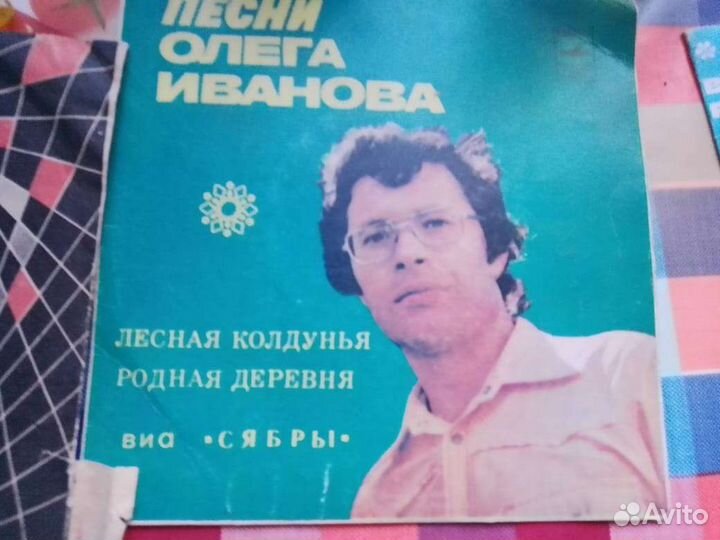 ПЕСНИ
ОЛЕГА
ИВАНОВА
ЛЕСНАЯ КОЛДУНЬЯ
РОДНАЯ ДЕРЕВНЯ
виа •СЯБРЫ•
Avito